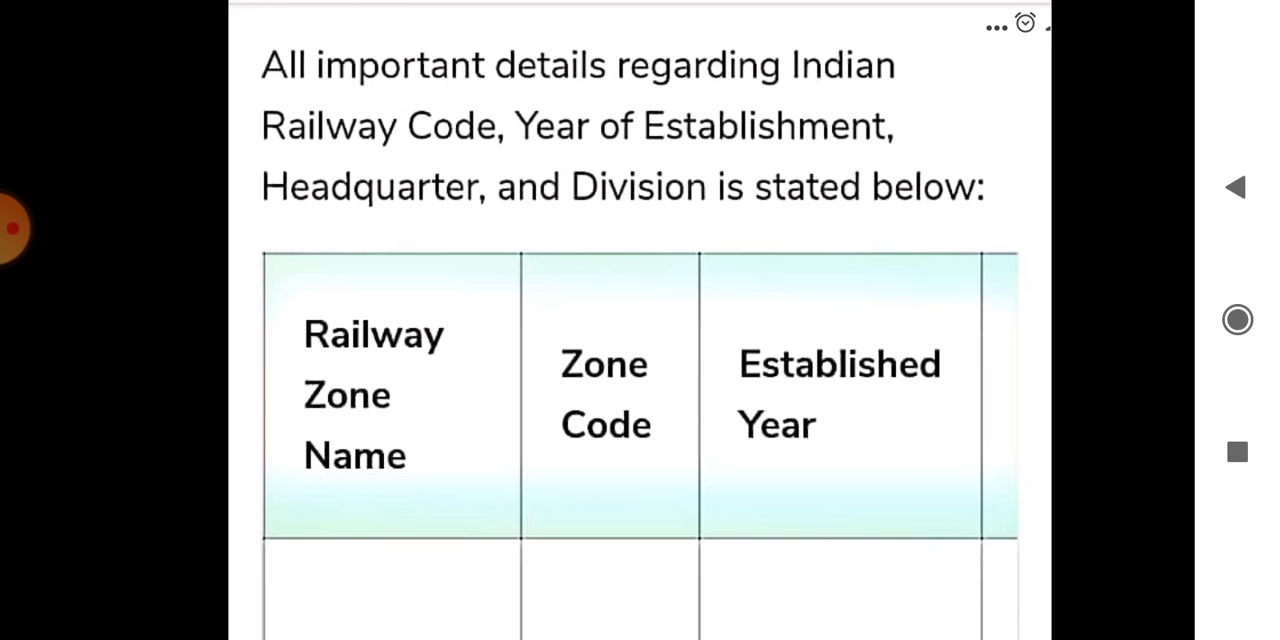 All important details regarding Indian
Railway Code, Year of Establishment,
Headquarter, and Division is stated below:
Railway
Zone
Name
Zone
Code
Established
Year